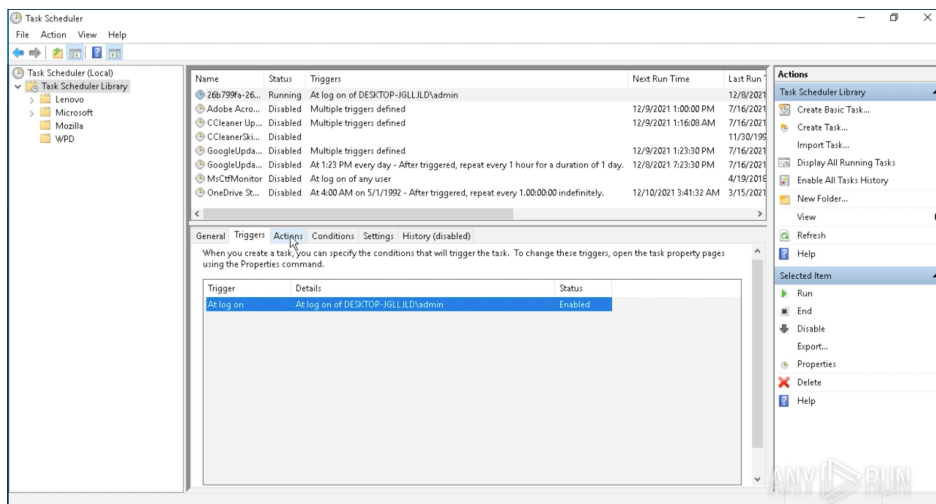 Task Scheduler
File Action View Help
Task Scheduler (Local)
Task Scheduler Library
Lenovo
Microsoft
Mozilla
WPD
Name Status Triggers Next Run Time Last Run T
26b799fa-26... Running At log on of DESKTOP-JGLLJLD\admin 12/8/2021
Adobe Acro... Disabled Multiple triggers defined 12/9/2021 1:00:00 PM 7/16/2021
CCleaner Up... Disabled Multiple triggers defined 12/9/2021 1:16:08 AM 7/16/2021
CCleanerSki... Disabled 11/30/199
GoogleUpda... Disabled Multiple triggers defined 12/9/2021 1:23:30 PM 7/16/2021
GoogleUpda... Disabled At 1:23 PM every day - After triggered, repeat every 1 hour for a duration of 1 day. 12/8/2021 7:23:30 PM 7/16/2021
MsCtfMonitor Disabled At log on of any user 4/19/2018
OneDrive St... Disabled At 4:00 AM on 5/1/1992 - After triggered, repeat every 1.00:00:00 indefinitely. 12/10/2021 3:41:32 AM 3/15/2021
General Triggers Actions Conditions Settings History (disabled)
When you create a task, you can specify the conditions that will trigger the task. To change these triggers, open the task property pages
using the Properties command.
Trigger Details Status
At log on At log on of DESKTOP-JGLLJLD\admin Enabled
Actions
Task Scheduler Library
Create Basic Task...
Create Task...
Import Task...
Display All Running Tasks
Enable All Tasks History
New Folder...
View
Refresh
Help
Selected Item
Run
End
Disable
Export...
Properties
Delete
Help
ANY RUN